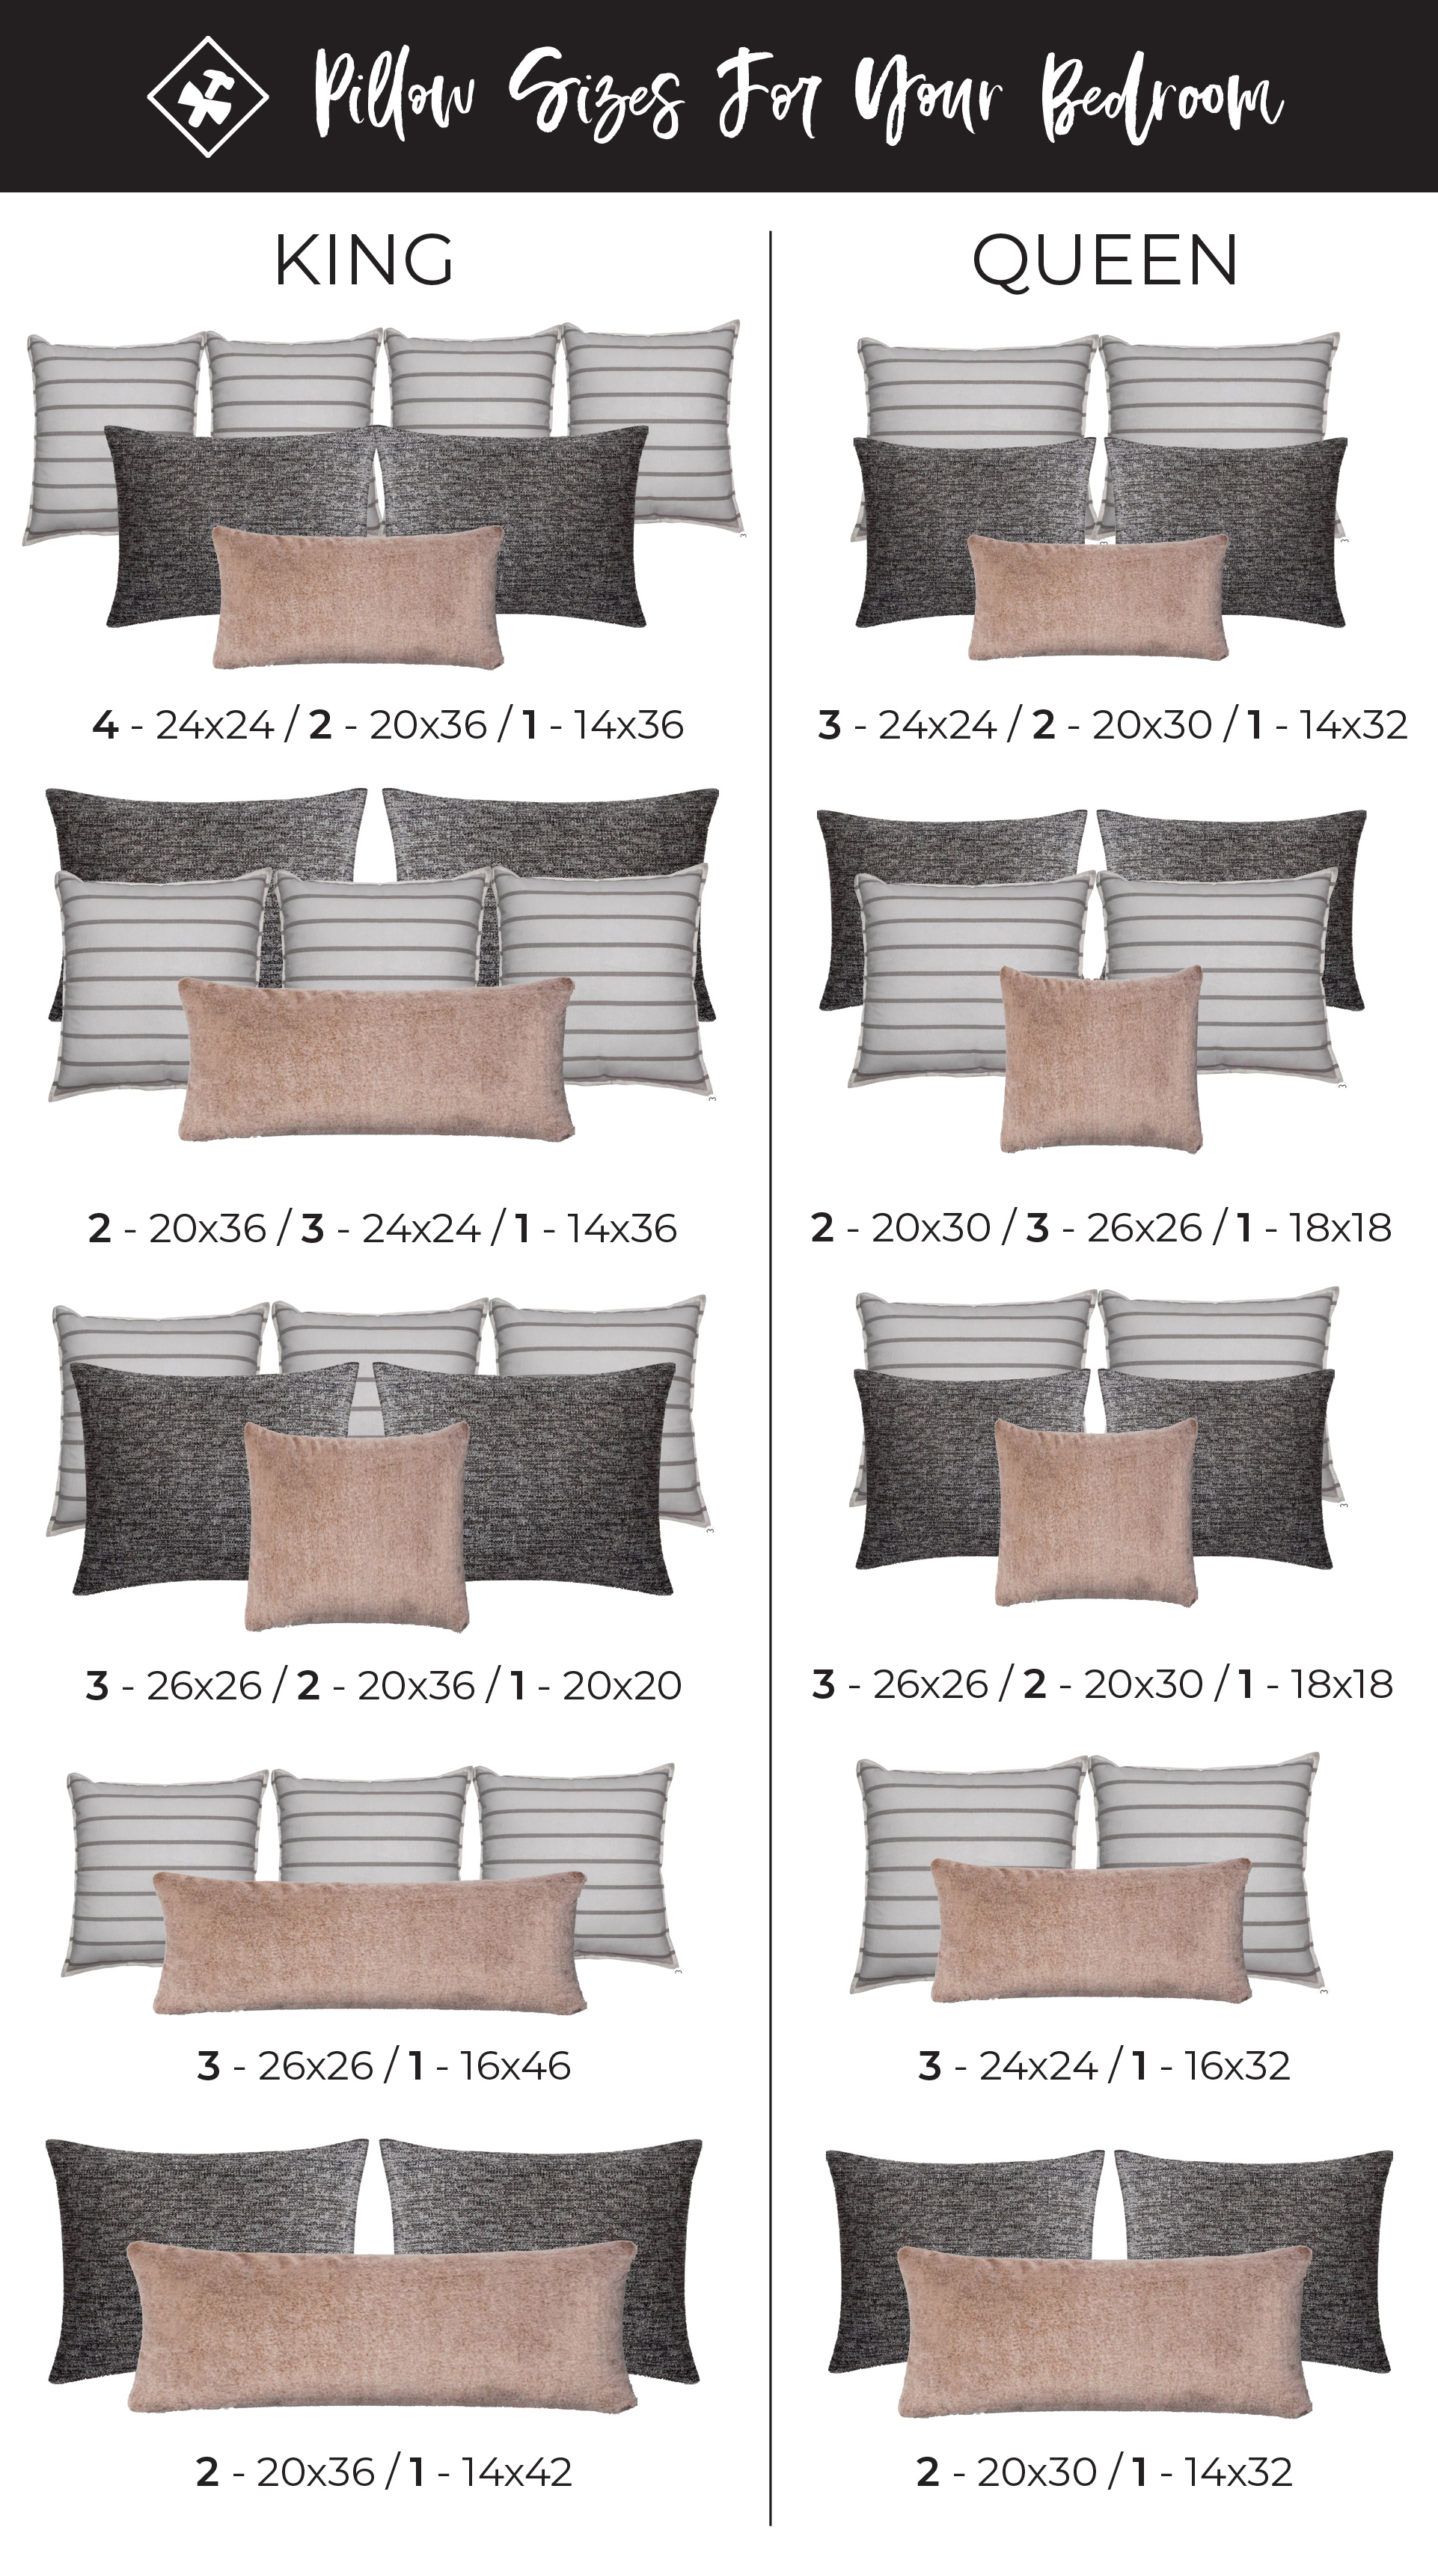 Pillow Sizes For Your Bedroom
KING
QUEEN
4 - 24x24 / 2 - 20x36 / 1 - 14x36
3 - 24x24 / 2 - 20x30 / 1 - 14x32
2 - 20x36 / 3 - 24x24 / 1 - 14x36
2 - 20x30 / 3 - 26x26 / 1 - 18x18
3 - 26x26 / 2 - 20x36 / 1 - 20x20
3 - 26x26 / 2 - 20x30 / 1 - 18x18
3 - 26x26 / 1 - 16x46
3 - 24x24 / 1 - 16x32
2 - 20x36 / 1 - 14x42
2 - 20x30 / 1 - 14x32